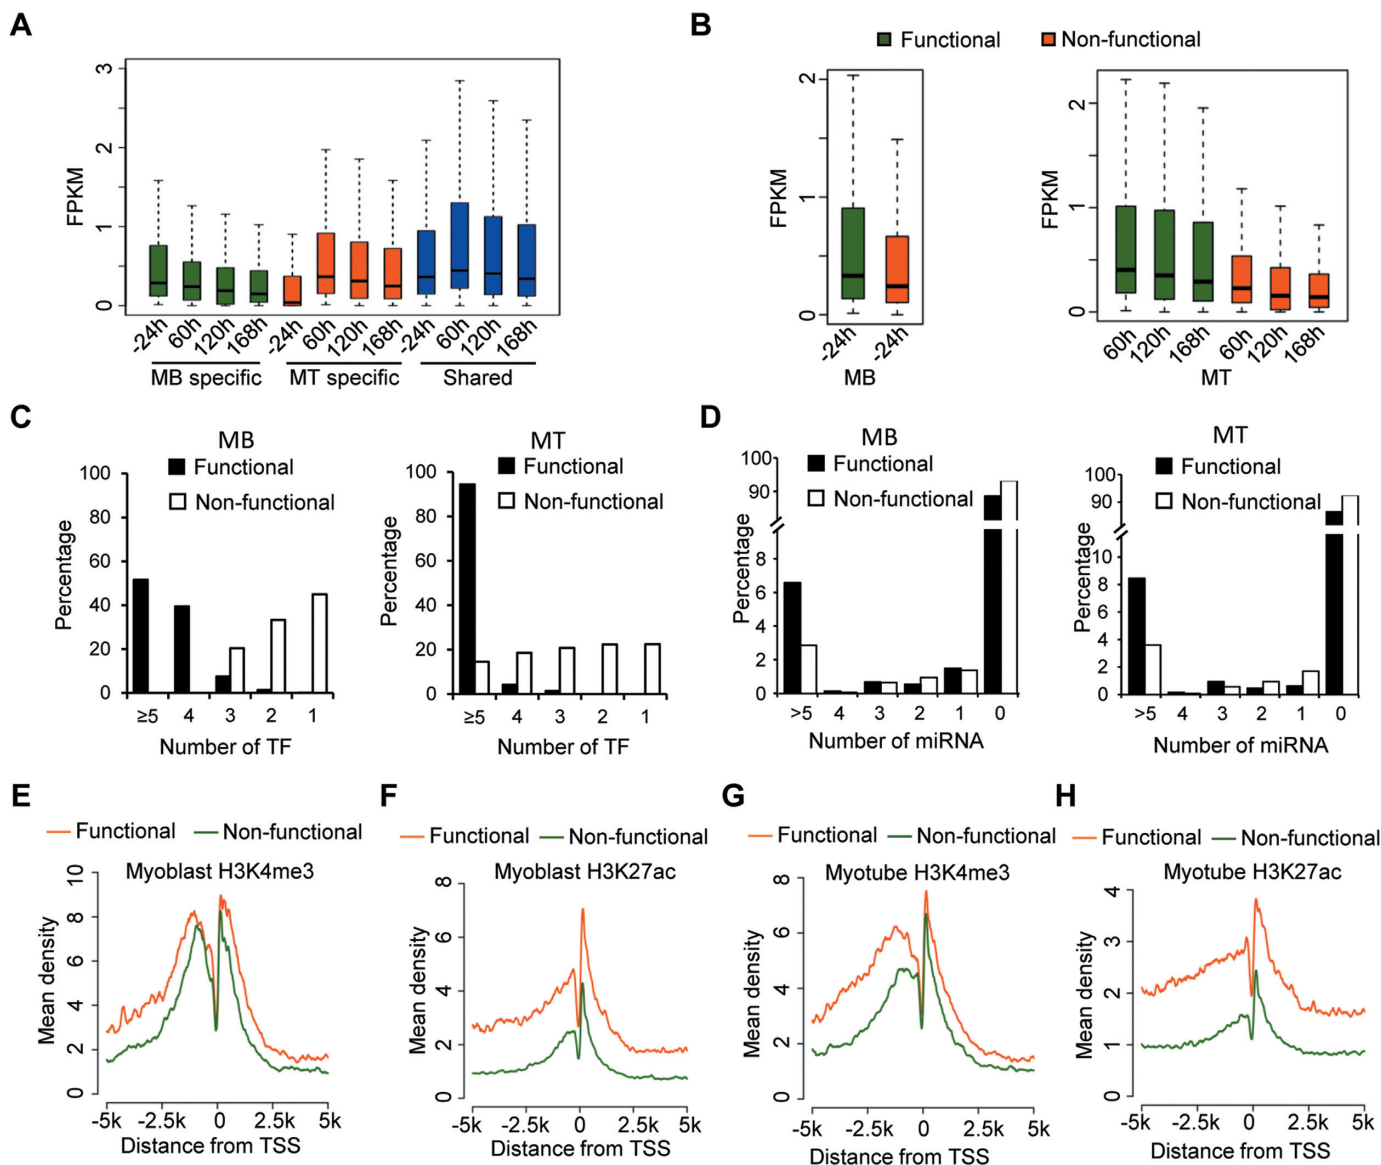 A
FPKM
3
2
1
0
-24h 60h 120h 168h -24h 60h 120h 168h -24h 60h 120h 168h
MB specific MT specific Shared
B
Functional Non-functional
FPKM
2
1
0
-24h -24h
MB
FPKM
2
1
0
60h 120h 168h 60h 120h 168h
MT
C
MB
Functional
Non-functional
Percentage
100
80
60
40
20
0
≥5 4 3 2 1
Number of TF
MT
Functional
Non-functional
Percentage
100
80
60
40
20
0
≥5 4 3 2 1
Number of TF
D
MB
Functional
Non-functional
Percentage
100
90
8
6
4
2
0
>5 4 3 2 1 0
Number of miRNA
MT
Functional
Non-functional
Percentage
100
90
10
8
6
4
2
0
>5 4 3 2 1 0
Number of miRNA
E
Functional Non-functional
Myoblast H3K4me3
Mean density
10
8
6
4
2
0
-5k -2.5k 0 2.5k 5k
Distance from TSS
F
Functional Non-functional
Myoblast H3K27ac
Mean density
8
6
4
2
0
-5k -2.5k 0 2.5k 5k
Distance from TSS
G
Functional Non-functional
Myotube H3K4me3
Mean density
8
6
4
2
0
-5k -2.5k 0 2.5k 5k
Distance from TSS
H
Functional Non-functional
Myotube H3K27ac
Mean density
4
3
2
1
0
-5k -2.5k 0 2.5k 5k
Distance from TSS